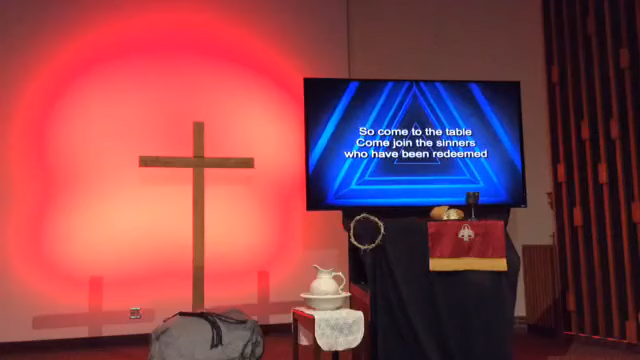 So come to the table
Come join the sinners
who have been redeemed